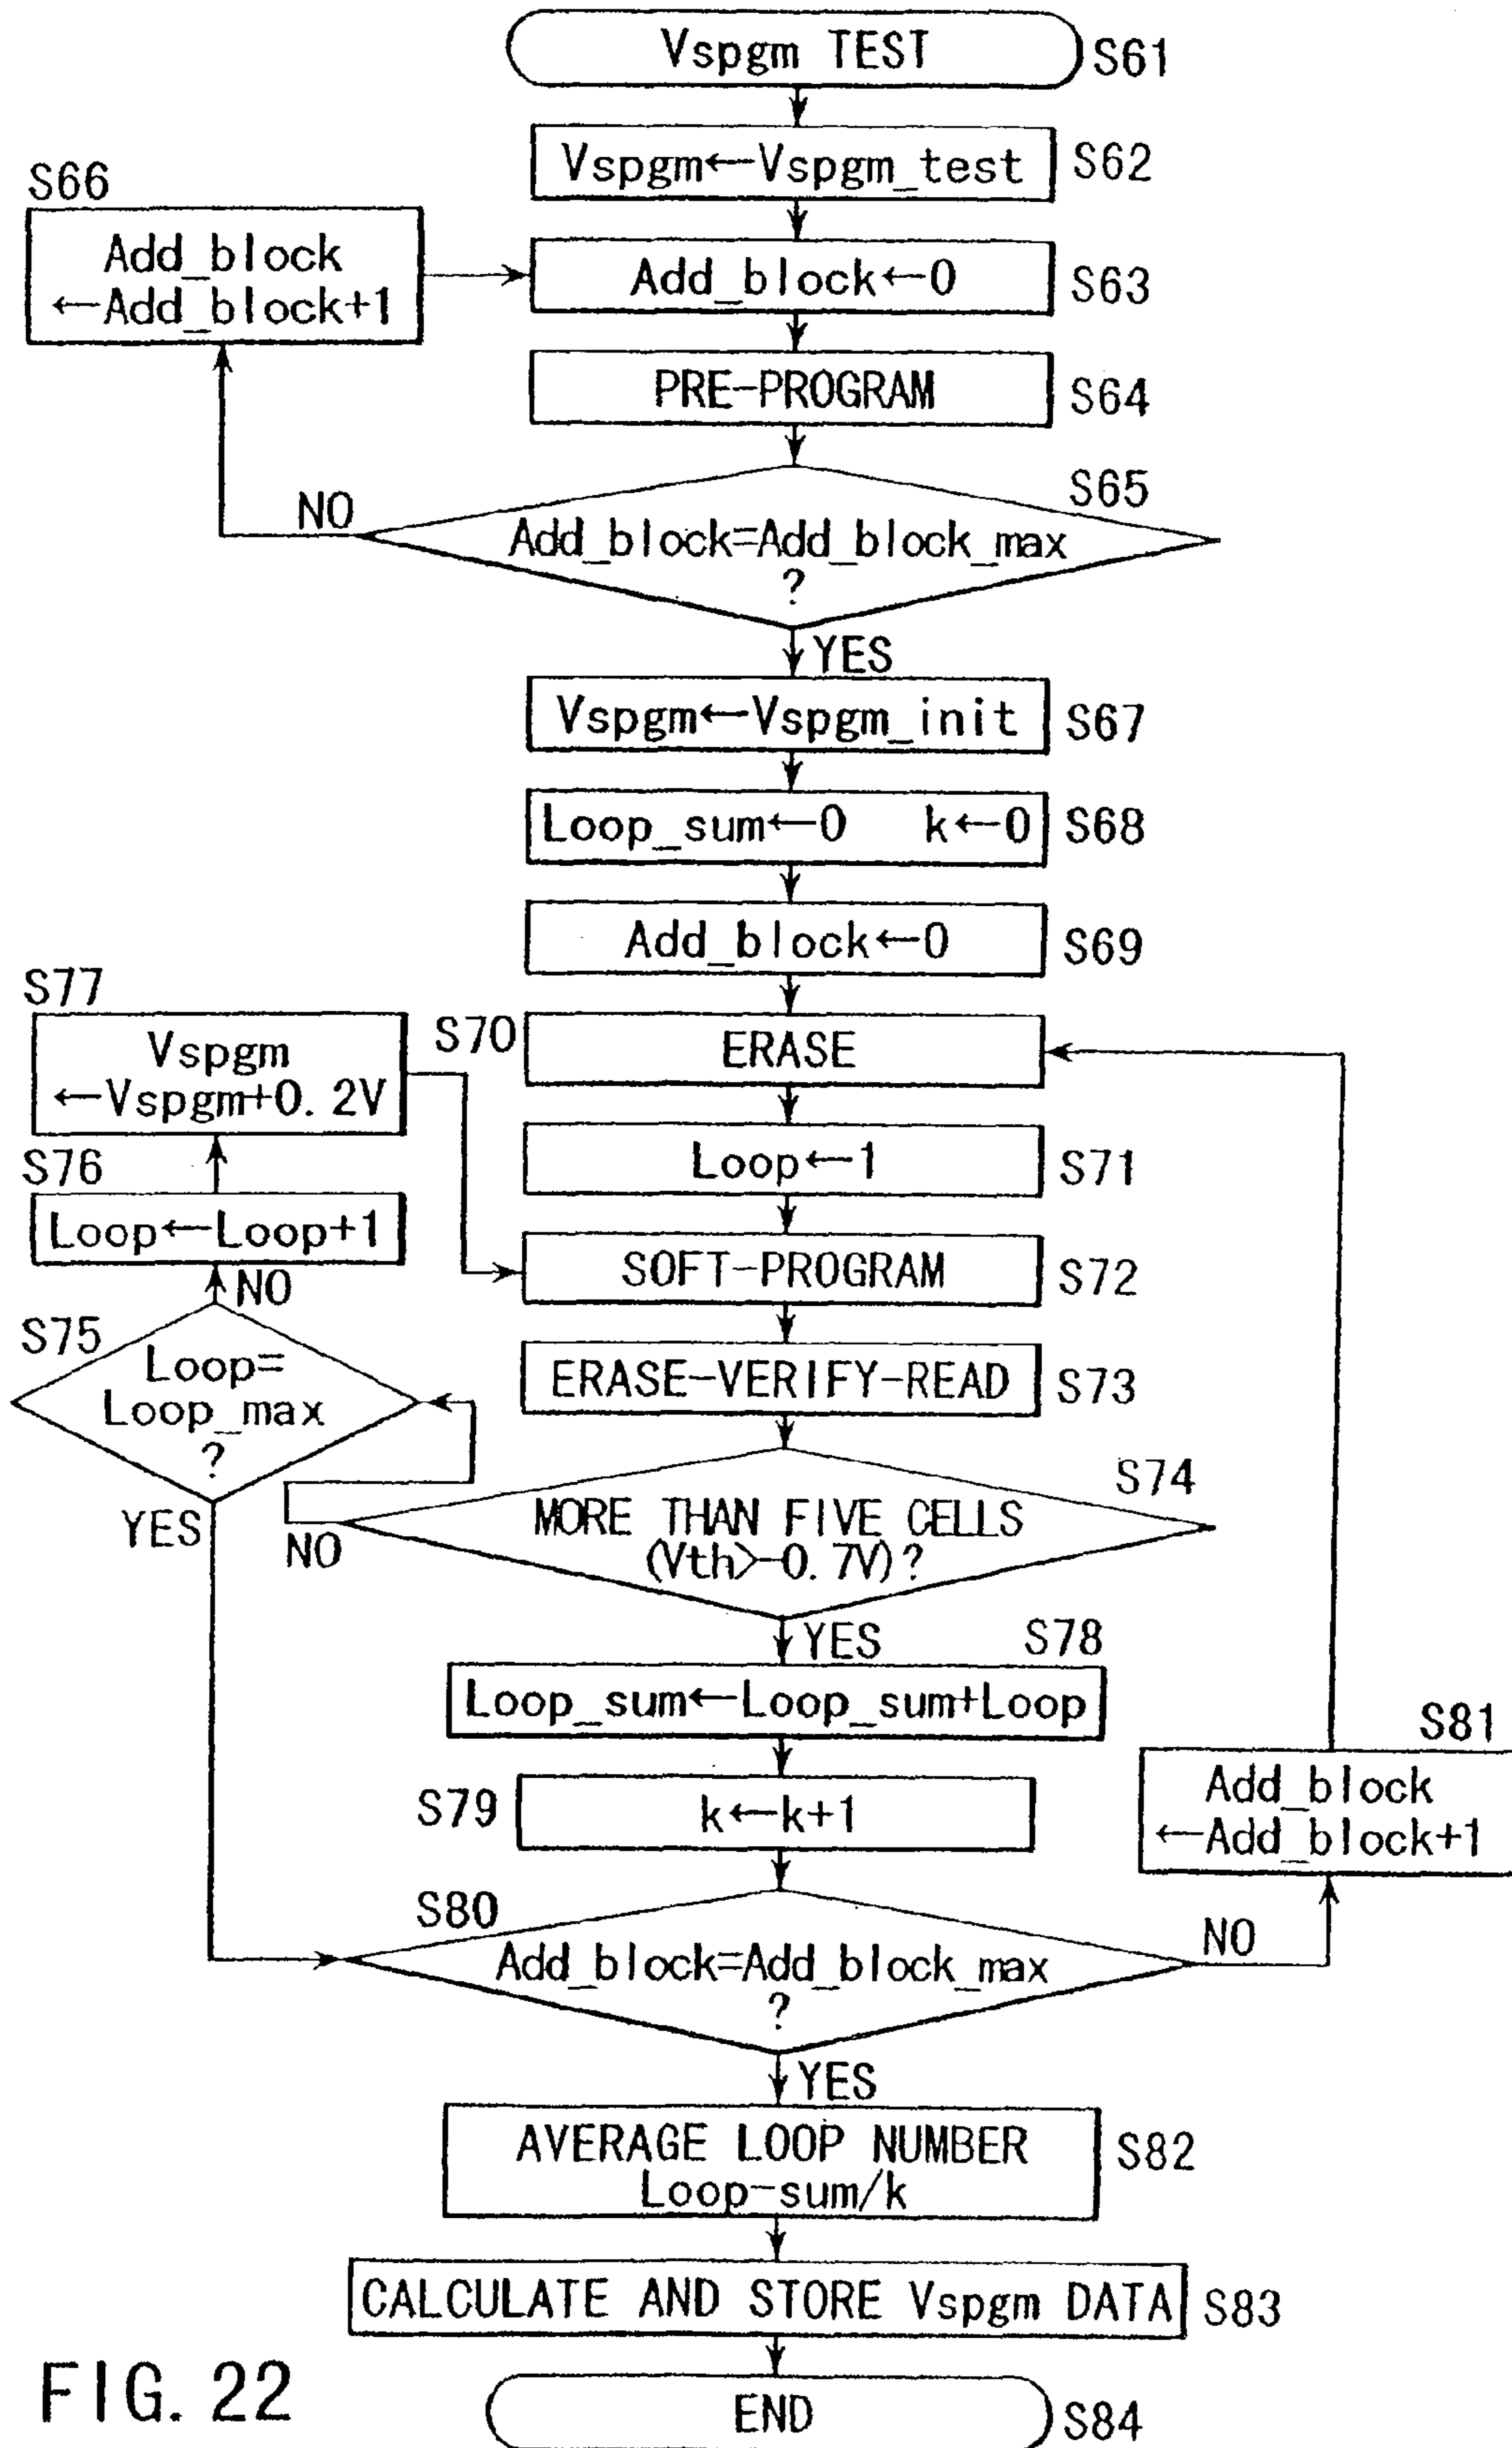 Vspgm TEST
S61
Vspgm←Vspgm_test
S62
S66
Add_block
←Add_block+1
Add_block←0
S63
PRE-PROGRAM
S64
S65
NO
Add_block=Add_block_max
?
YES
Vspgm←Vspgm_init
S67
Loop_sum←0 k←0
S68
Add_block←0
S69
S77
Vspgm
←Vspgm+0.2V
S70
ERASE
Loop←1
S71
S76
Loop←Loop+1
SOFT-PROGRAM
S72
NO
S75
Loop=
Loop_max
?
YES
ERASE-VERIFY-READ
S73
S74
MORE THAN FIVE CELLS
(Vth>-0.7V)?
NO
YES
S78
Loop_sum←Loop_sum+Loop
S79
k←k+1
S81
Add_block
←Add_block+1
S80
Add_block=Add_block_max
?
NO
YES
AVERAGE LOOP NUMBER
Loop-sum/k
S82
CALCULATE AND STORE Vspgm DATA
S83
END
S84
FIG. 22